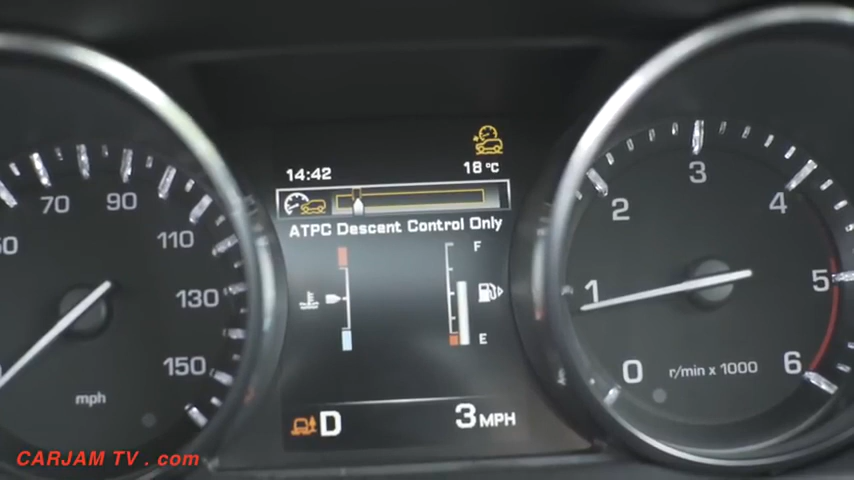 14:42
18°C
ATPC Descent Control Only
F
E
D
3 MPH
70
90
110
130
150
mph
0
1
2
3
4
5
6
r/min x 1000
CARJAM TV . com